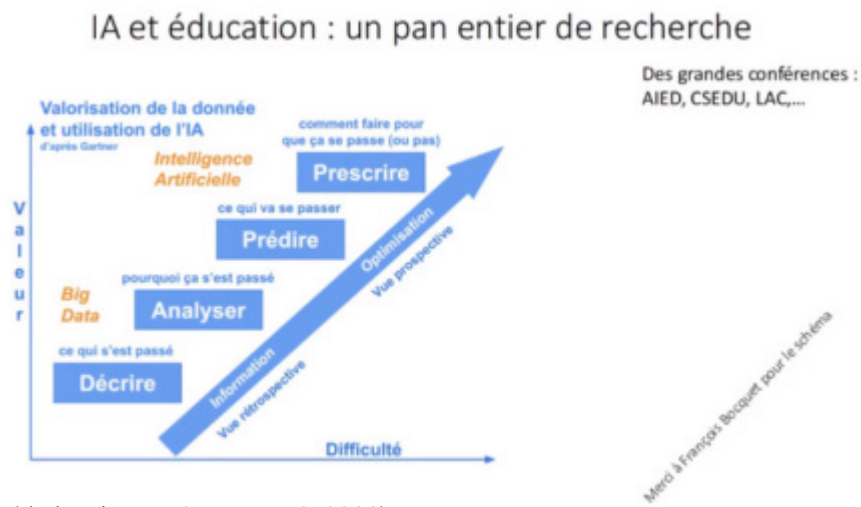 IA et éducation : un pan entier de recherche
Des grandes conférences :
AIED, CSEDU, LAC,...
Valorisation de la donnée
et utilisation de l'IA
d'après Gartner
comment faire pour
que ça se passe (ou pas)
Intelligence
Artificielle
Prescrire
ce qui va se passer
Prédire
pourquoi ça s'est passé
Big
Data
Analyser
ce qui s'est passé
Décrire
Valeur
Information
Optimisation
Vue rétrospective
Vue prospective
Difficulté
Merci à François Bocquet pour le schéma